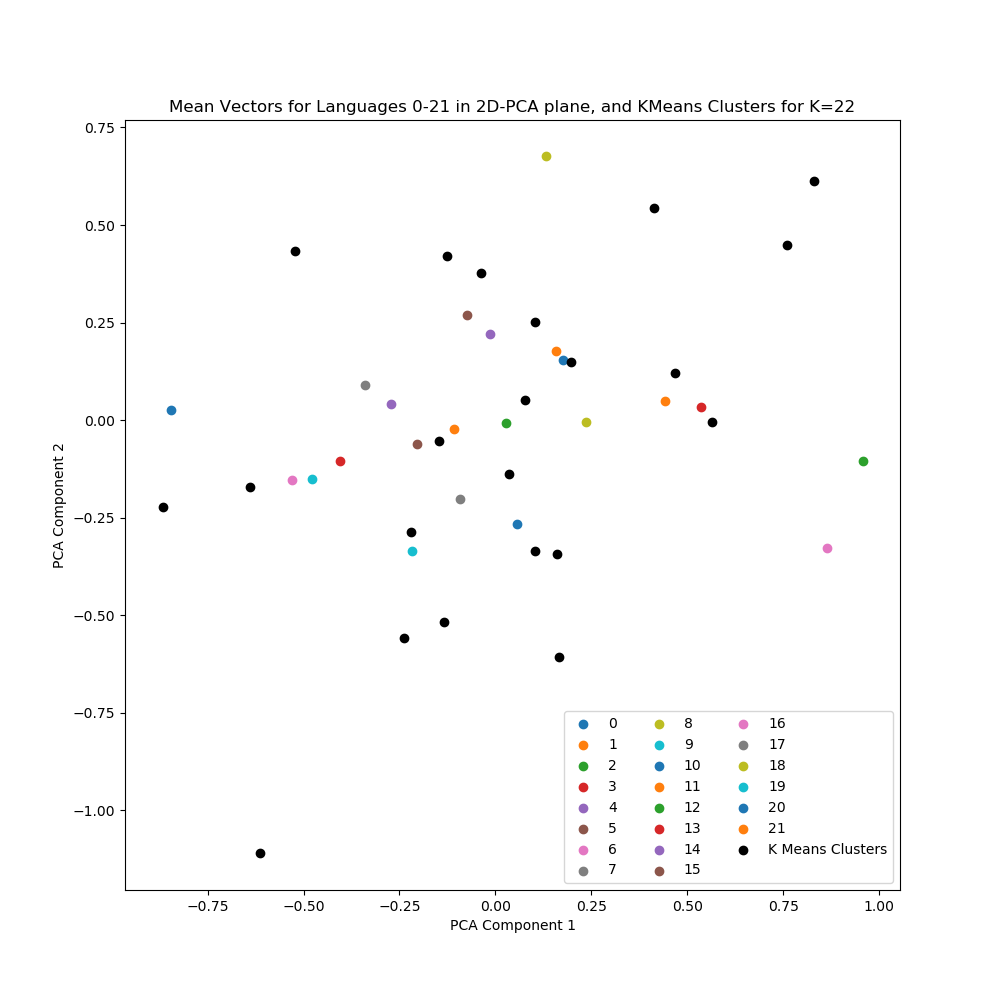 Mean Vectors for Languages 0-21 in 2D-PCA plane, and KMeans Clusters for K=22
0.75
0.50
0.25
0.00
−0.25
−0.50
−0.75
−1.00
PCA Component 2
0 8 16
1 9 17
2 10 18
3 11 19
4 12 20
5 13 21
6 14 K Means Clusters
7 15
−0.75 −0.50 −0.25 0.00 0.25 0.50 0.75 1.00
PCA Component 1